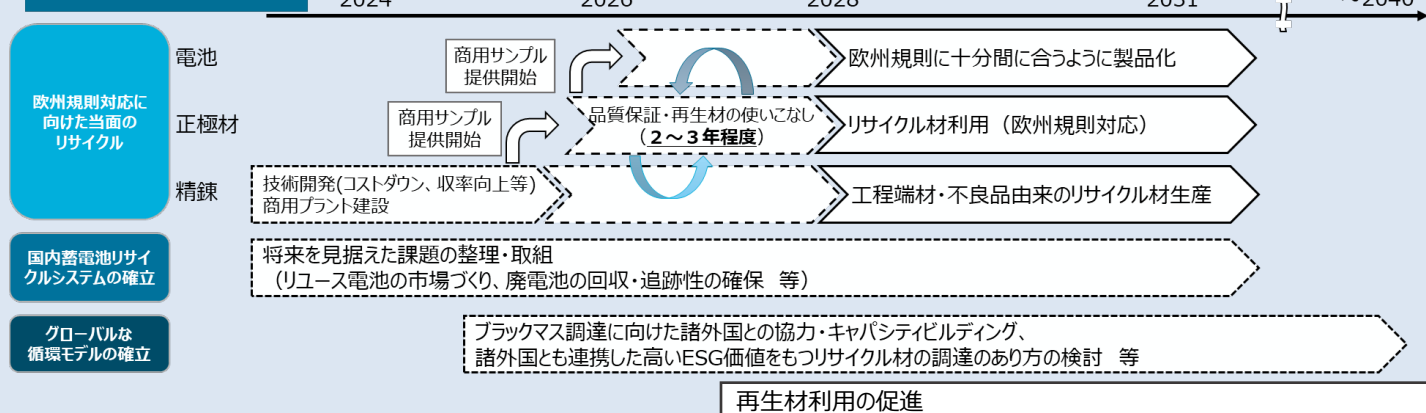 2024
2026
2028
2031
～2040
欧州規則対応に
向けた当面の
リサイクル
電池
商用サンプル
提供開始
欧州規則に十分間に合うように製品化
正極材
商用サンプル
提供開始
品質保証・再生材の使いこなし
（２～３年程度）
リサイクル材利用（欧州規則対応）
精錬
技術開発(コストダウン、収率向上等)
商用プラント建設
工程端材・不良品由来のリサイクル材生産
国内蓄電池リサイ
クルシステムの確立
将来を見据えた課題の整理・取組
（リユース電池の市場づくり、廃電池の回収・追跡性の確保 等）
グローバルな
循環モデルの確立
ブラックマス調達に向けた諸外国との協力・キャパシティビルディング、
諸外国とも連携した高いESG価値をもつリサイクル材の調達のあり方の検討 等
再生材利用の促進